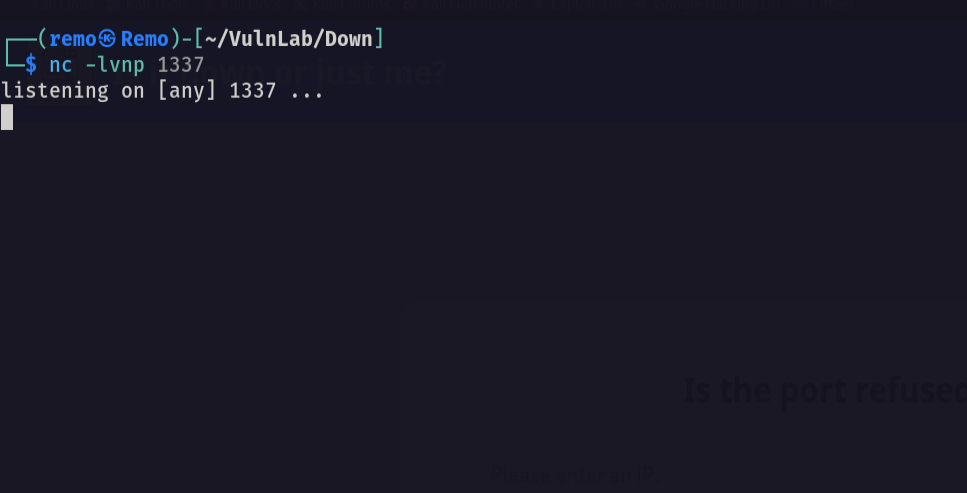 ┌──(remo㉿Remo)-[~/VulnLab/Down]
└─$ nc -lvnp 1337
own or just me?
listening on [any] 1337 ...
Is the port refused
Please enter an IP.